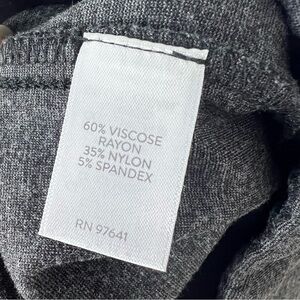 60% VISCOSE
RAYON
35% NYLON
5% SPANDEX
RN 97641